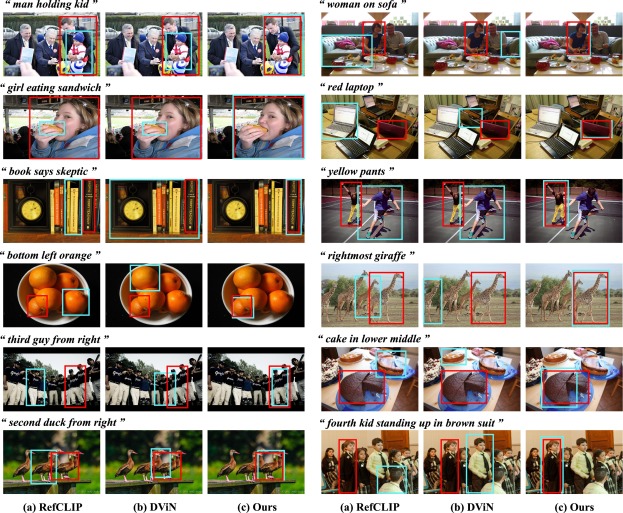 “ man holding kid ”
“ woman on sofa ”
“ girl eating sandwich ”
“ red laptop ”
“ book says skeptic ”
“ yellow pants ”
“ bottom left orange ”
“ rightmost giraffe ”
“ third guy from right ”
“ cake in lower middle ”
“ second duck from right ”
“ fourth kid standing up in brown suit ”
(a) RefCLIP (b) DViN (c) Ours (a) RefCLIP (b) DViN (c) Ours